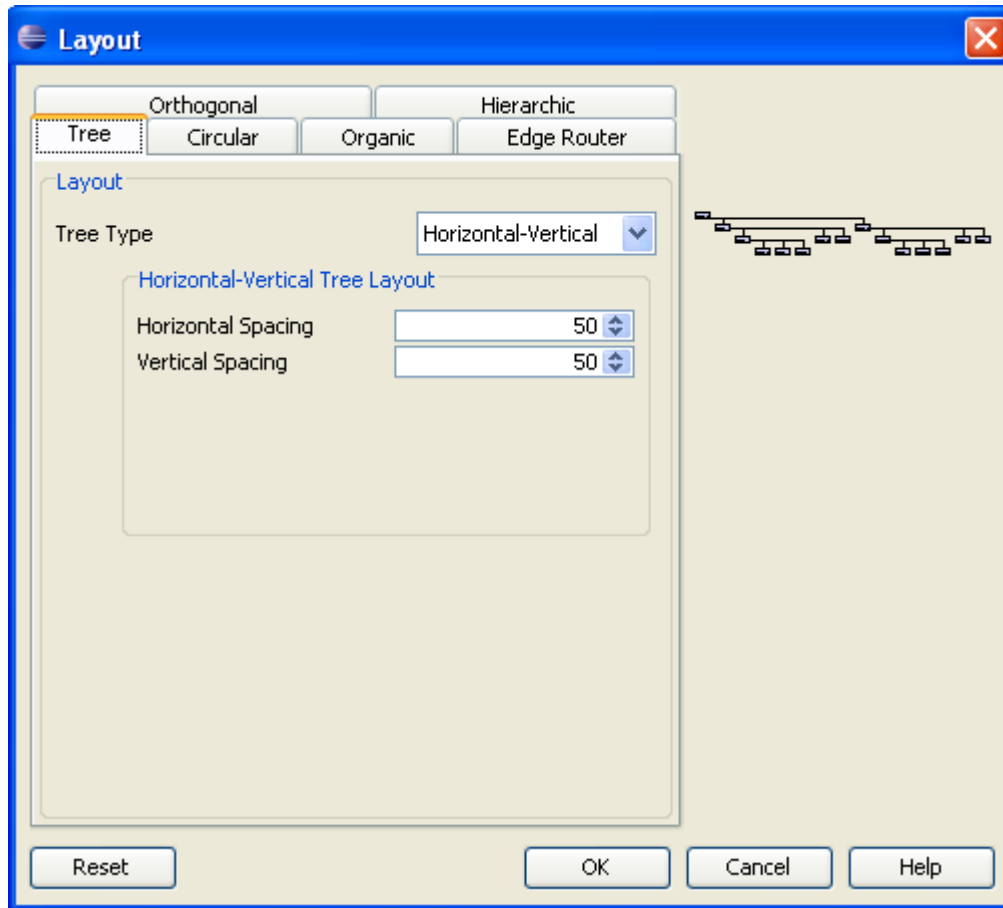 Layout
Orthogonal Hierarchic
Tree Circular Organic Edge Router
Layout
Tree Type Horizontal-Vertical
Horizontal-Vertical Tree Layout
Horizontal Spacing 50
Vertical Spacing 50
Reset OK Cancel Help